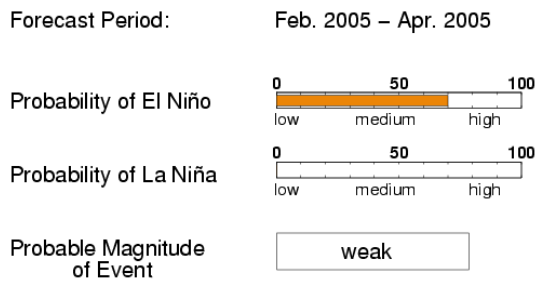 Forecast Period: Feb. 2005 – Apr. 2005
0 50 100
Probability of El Niño
low medium high
0 50 100
Probability of La Niña
low medium high
Probable Magnitude
of Event
weak